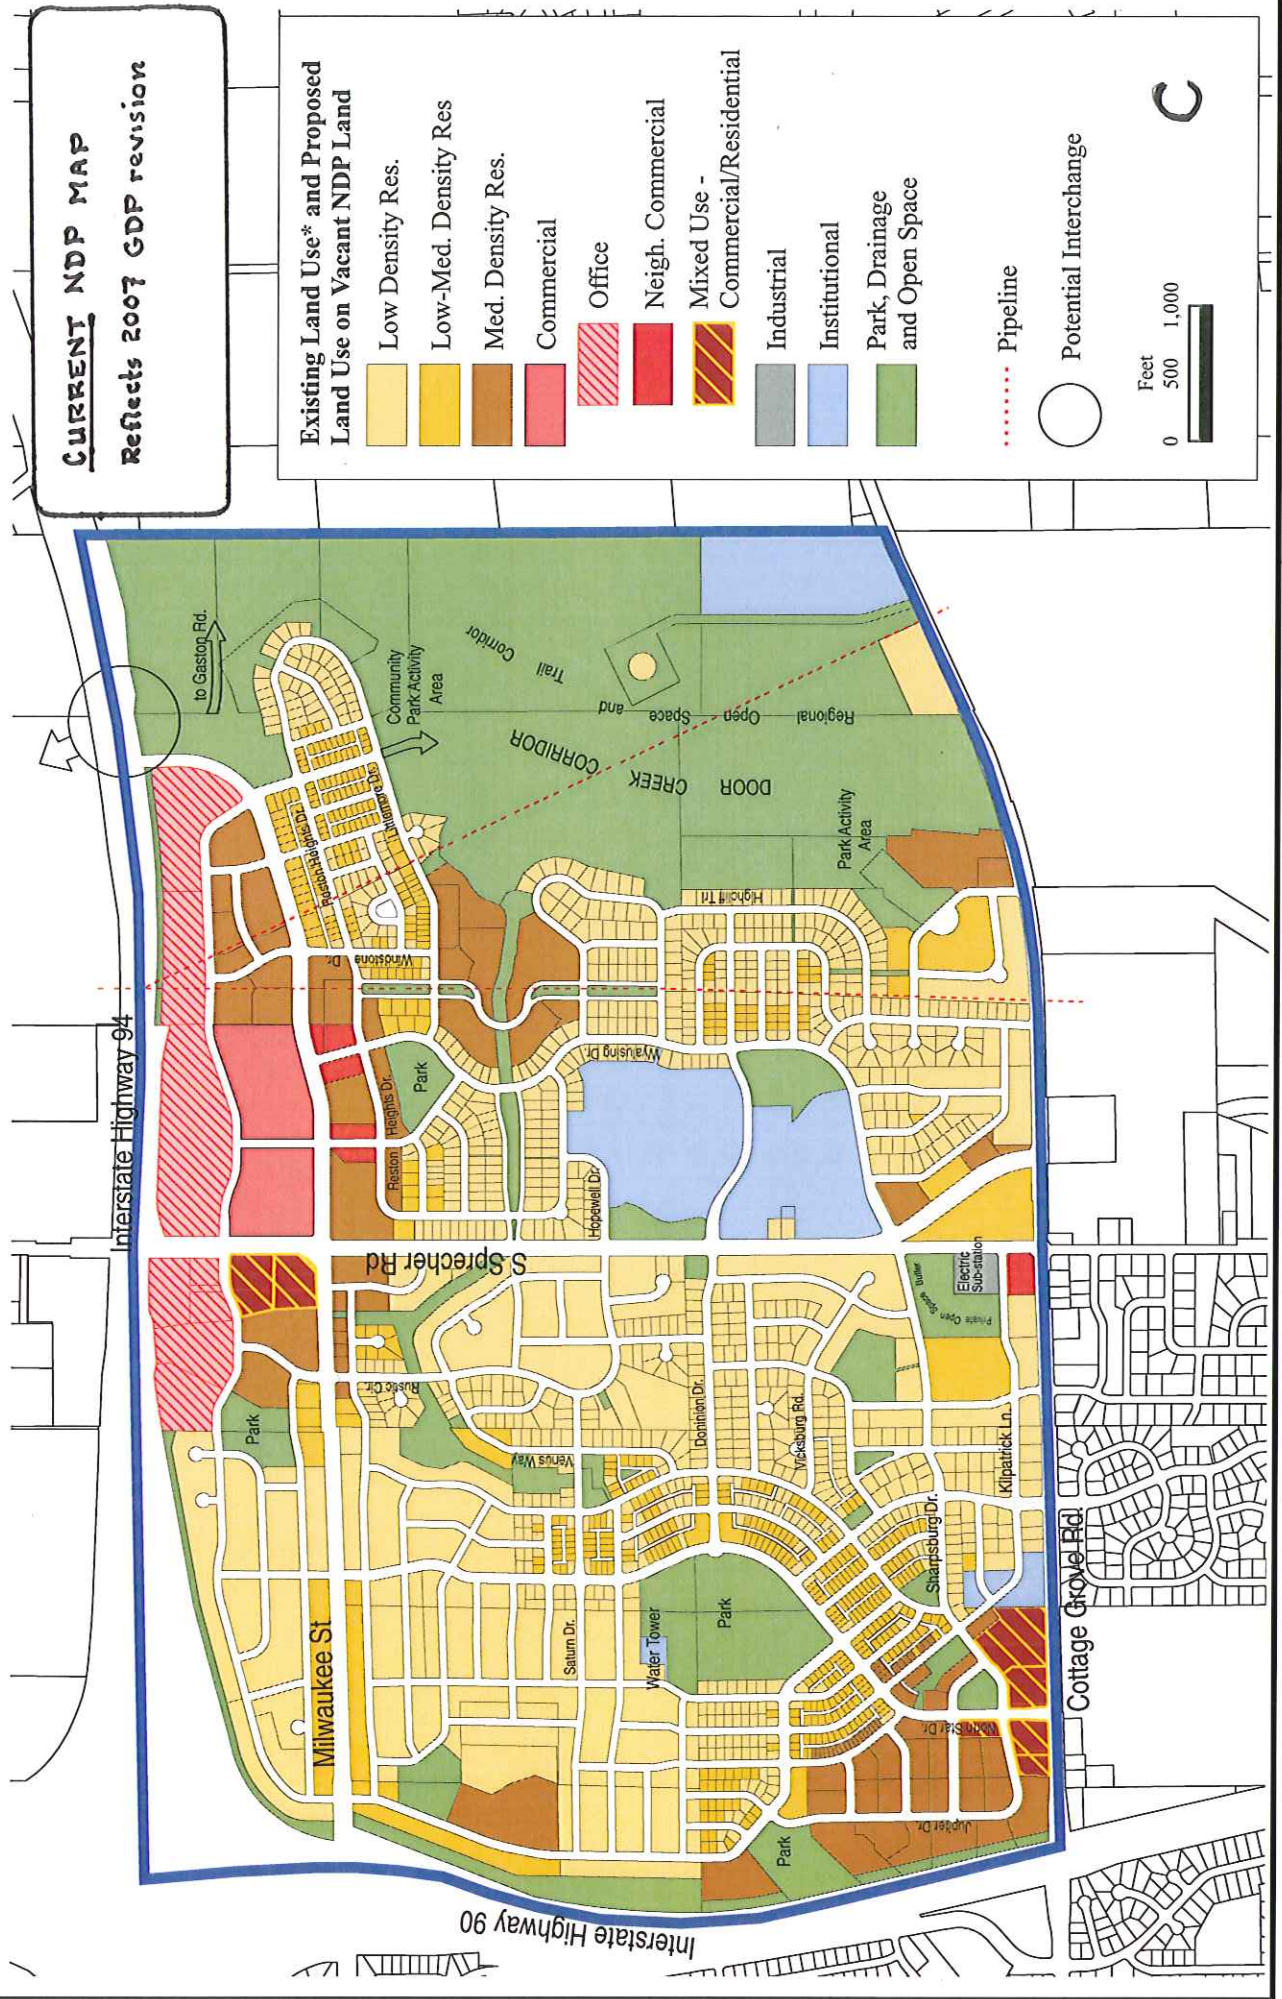 CURRENT NDP MAP
Reflects 2007 GDP revision
Existing Land Use* and Proposed
Land Use on Vacant NDP Land
Low Density Res.
Low-Med. Density Res
Med. Density Res.
Commercial
Office
Neigh. Commercial
Mixed Use -
Commercial/Residential
Industrial
Institutional
Park, Drainage
and Open Space
Pipeline
Potential Interchange
Feet
0 500 1,000
C
Interstate Highway 94
Interstate Highway 90
Milwaukee St
S. Sprecher Rd
Cottage Grove Rd.
to Gaston Rd.
Community
Park Activity
Area
Regional Open Space and Trail Corridor
DOOR CREEK CORRIDOR
Park Activity
Area
Reston Heights Dr.
Littlemore Dr.
Windstone Dr.
Highcliff Trl
Wyalusing Dr.
Reston Heights Dr.
Park
Hopewell Dr.
Electric
Sub-station
Private Open Space Buffer
Rustic Cir.
Park
Venus Way
Dominion Dr.
Vicksburg Rd.
Kilpatrick Ln.
Sharpsburg Dr.
Saturn Dr.
Water Tower
Park
North Star Dr.
Jupiter Dr.
Park